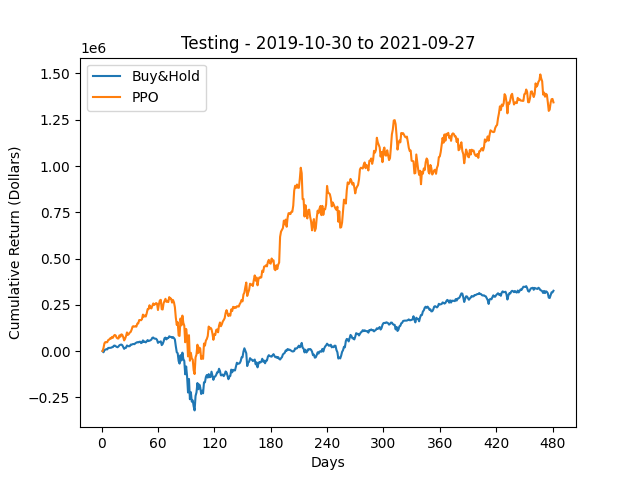 Testing - 2019-10-30 to 2021-09-27
1e6
Buy&Hold
PPO
Cumulative Return (Dollars)
1.50
1.25
1.00
0.75
0.50
0.25
0.00
−0.25
0 60 120 180 240 300 360 420 480
Days